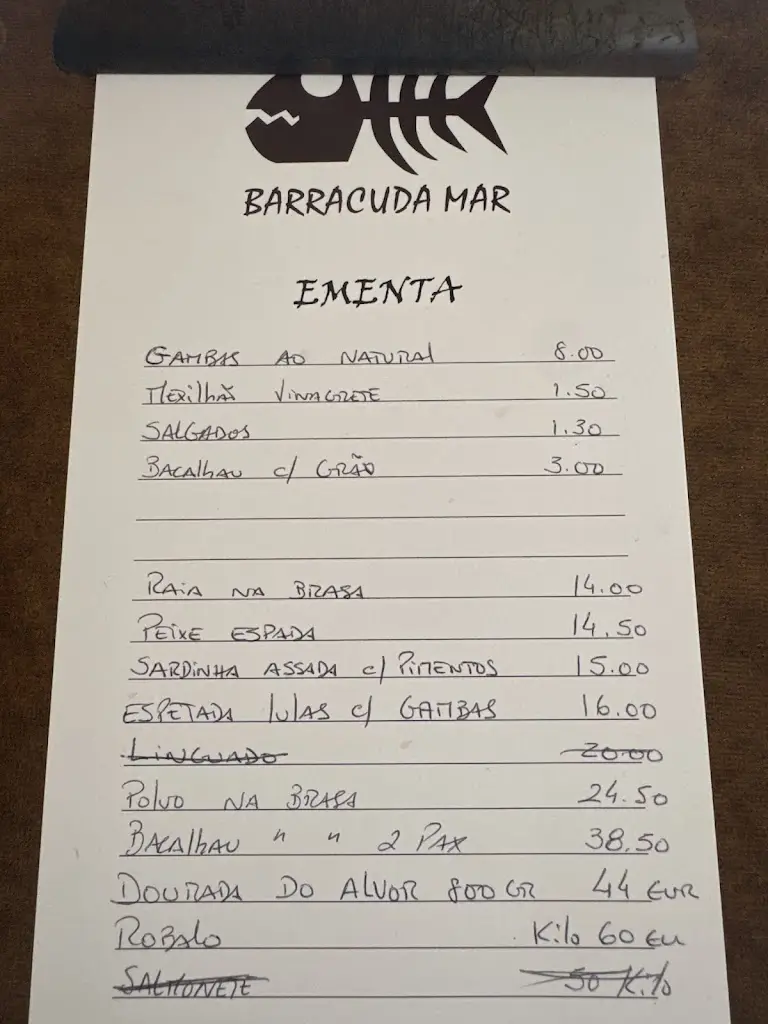 BARRACUDA MAR
EMENTA
GAMBAS AO NATURAL 8.00
Mexilhão VINAGRETE 1.50
SALGADOS 1.30
BACALHAU c/ GRÃO 3.00
RAIA NA BRASA 14.00
PEIXE ESPADA 14.50
SARDINHA ASSADA c/ PIMENTOS 15.00
ESPETADA lulAS c/ GAMBAS 16.00
LINGUADO 20.00
POLVO NA BRASA 24.50
BACALHAU " " 2 PAX 38.50
DOURADA DO ALVOR 800 GR 44 EUR
ROBALO Kilo 60 EU
SALMONETE 50 Kilo